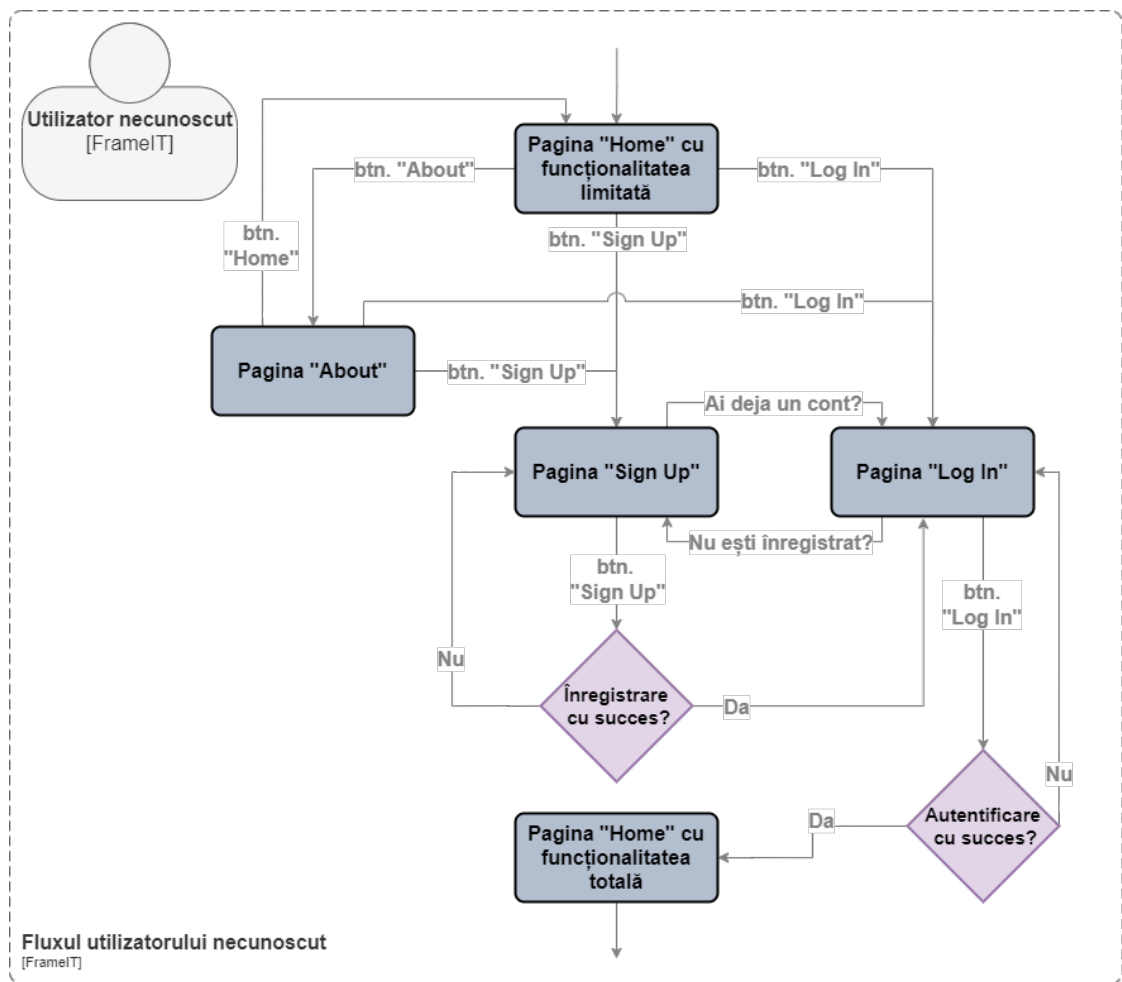 Utilizator necunoscut
[FrameIT]
Pagina "Home" cu
funcționalitatea
limitată
btn. "About"
btn. "Log In"
btn.
"Home"
btn. "Sign Up"
btn. "Log In"
Pagina "About"
btn. "Sign Up"
Ai deja un cont?
Pagina "Sign Up"
Pagina "Log In"
Nu ești înregistrat?
btn.
"Sign Up"
btn.
"Log In"
Nu
Înregistrare
cu succes?
Da
Nu
Autentificare
cu succes?
Da
Pagina "Home" cu
funcționalitatea
totală
Fluxul utilizatorului necunoscut
[FrameIT]